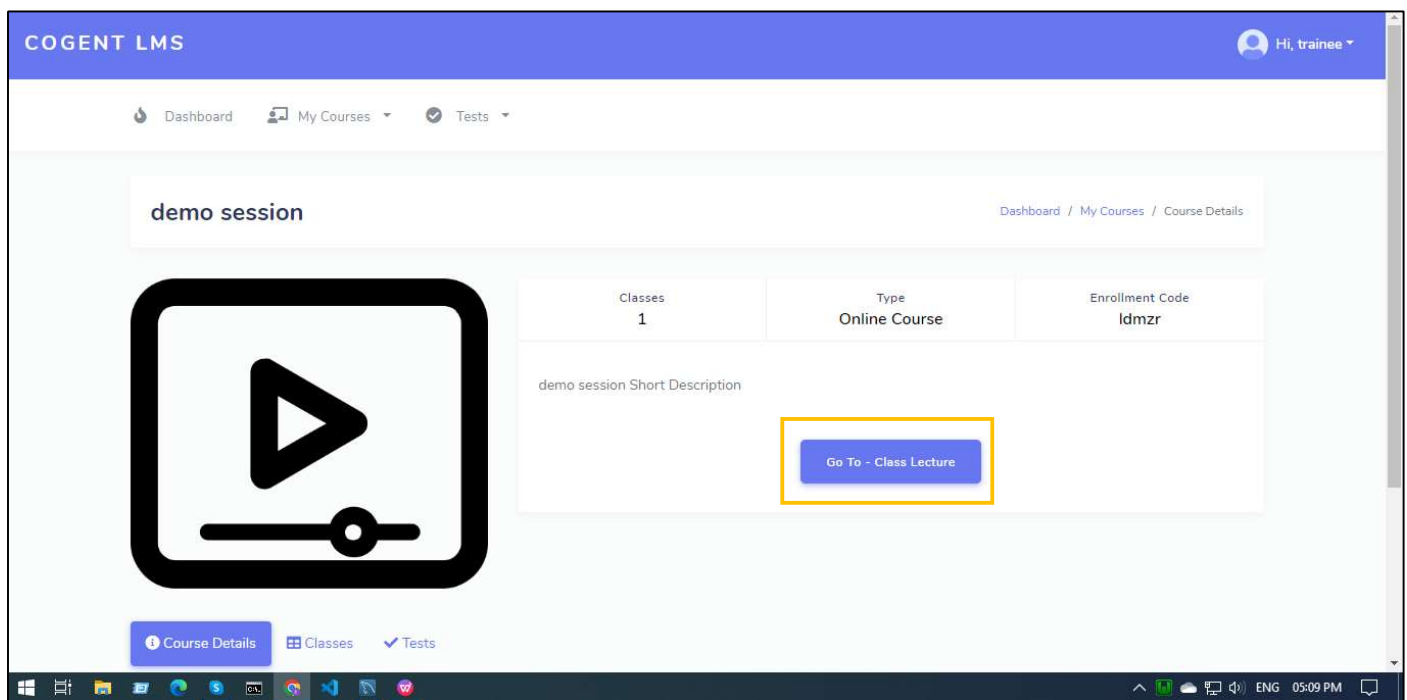 COGENT LMS
Hi, trainee
Dashboard My Courses Tests
demo session
Dashboard / My Courses / Course Details
Classes Type Enrollment Code
1 Online Course ldmzr
demo session Short Description
Go To - Class Lecture
Course Details Classes Tests
ENG 05:09 PM